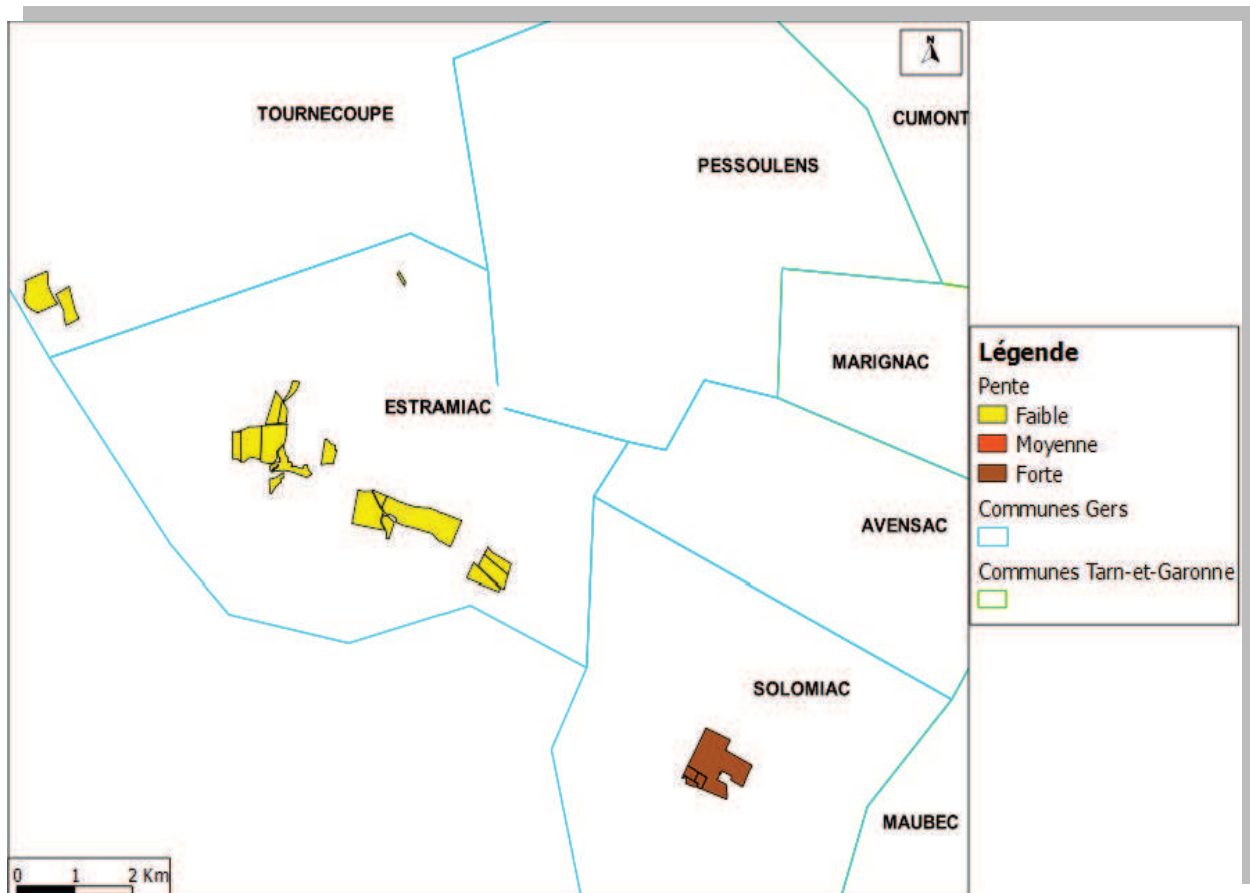 N
TOURNECOUPE
CUMONT
PESSOULENS
MARIGNAC
ESTRAMIAC
AVENSAC
SOLOMIAC
MAUBEC
0 1 2 Km
Légende
Pente
Faible
Moyenne
Forte
Communes Gers
Communes Tarn-et-Garonne